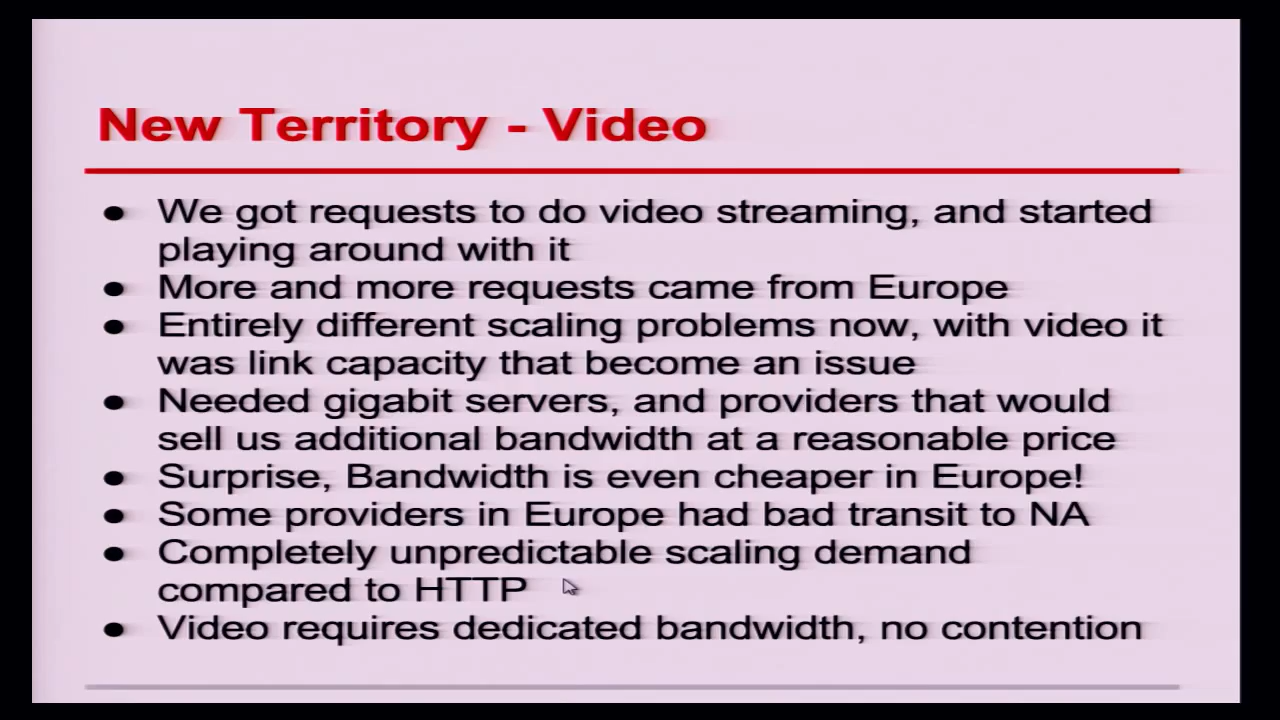 New Territory - Video
● We got requests to do video streaming, and started
playing around with it
● More and more requests came from Europe
● Entirely different scaling problems now, with video it
was link capacity that become an issue
● Needed gigabit servers, and providers that would
sell us additional bandwidth at a reasonable price
● Surprise, Bandwidth is even cheaper in Europe!
● Some providers in Europe had bad transit to NA
● Completely unpredictable scaling demand
compared to HTTP
● Video requires dedicated bandwidth, no contention